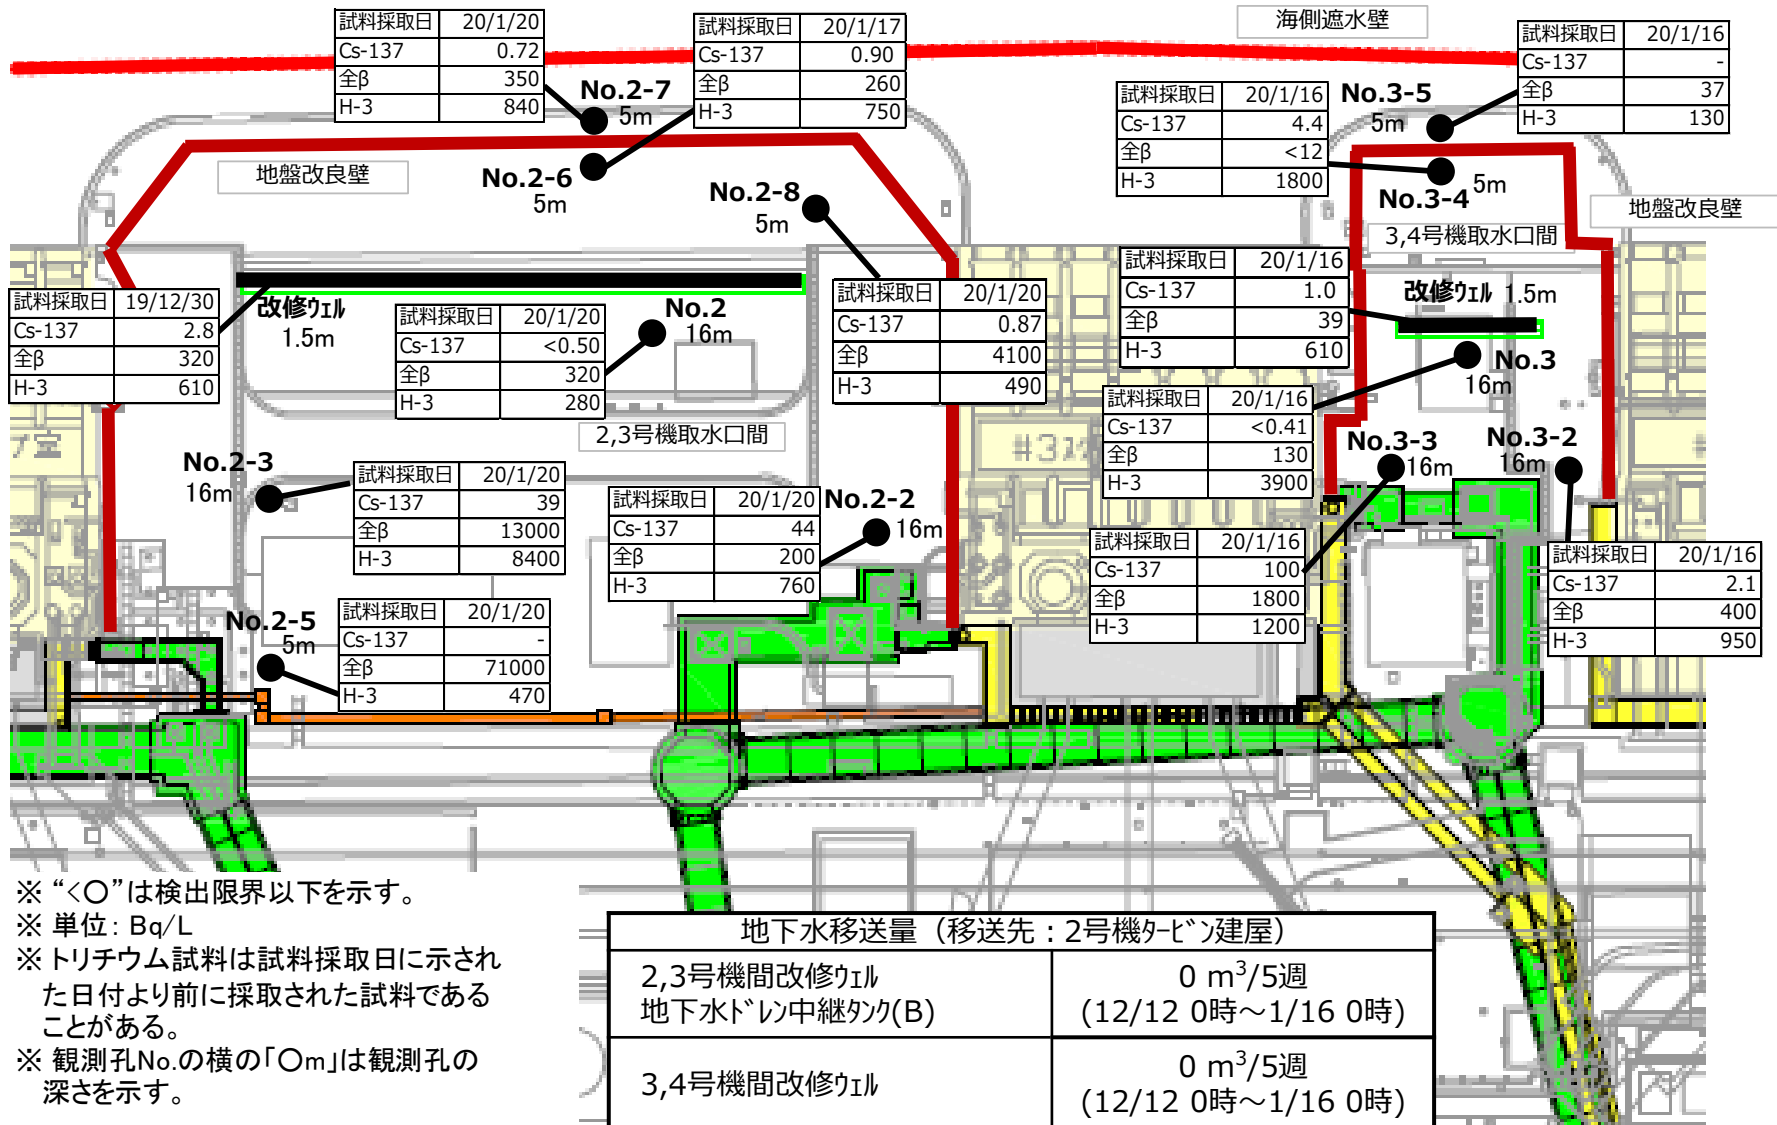 試料採取日 20/1/20
Cs-137 0.72
全β 350
H-3 840
試料採取日 20/1/17
Cs-137 0.90
全β 260
H-3 750
海側遮水壁
試料採取日 20/1/16
Cs-137 -
全β 37
H-3 130
No.2-7
5m
試料採取日 20/1/16
Cs-137 4.4
全β <12
H-3 1800
No.3-5
5m
地盤改良壁
No.2-6
5m
No.2-8
5m
5m
No.3-4
地盤改良壁
3,4号機取水口間
試料採取日 19/12/30
Cs-137 2.8
全β 320
H-3 610
改修ウェル
1.5m
試料採取日 20/1/20
Cs-137 <0.50
全β 320
H-3 280
No.2
16m
試料採取日 20/1/20
Cs-137 0.87
全β 4100
H-3 490
試料採取日 20/1/16
Cs-137 1.0
全β 39
H-3 610
改修ウェル 1.5m
No.3
16m
試料採取日 20/1/16
Cs-137 <0.41
全β 130
H-3 3900
2,3号機取水口間
No.2-3
16m
試料採取日 20/1/20
Cs-137 39
全β 13000
H-3 8400
試料採取日 20/1/20
Cs-137 44
全β 200
H-3 760
No.2-2
16m
No.3-3
16m
No.3-2
16m
試料採取日 20/1/16
Cs-137 100
全β 1800
H-3 1200
試料採取日 20/1/16
Cs-137 2.1
全β 400
H-3 950
No.2-5
5m
試料採取日 20/1/20
Cs-137 -
全β 71000
H-3 470
※ “<〇”は検出限界以下を示す。
※ 単位: Bq/L
※ トリチウム試料は試料採取日に示され
た日付より前に採取された試料である
ことがある。
※ 観測孔No.の横の「〇m」は観測孔の
深さを示す。
地下水移送量（移送先：2号機ﾀｰﾋﾞﾝ建屋）
2,3号機間改修ｳｪﾙ
地下水ﾄﾞﾚﾝ中継ﾀﾝｸ(B)
0 m³/5週
(12/12 0時～1/16 0時)
3,4号機間改修ｳｪﾙ
0 m³/5週
(12/12 0時～1/16 0時)